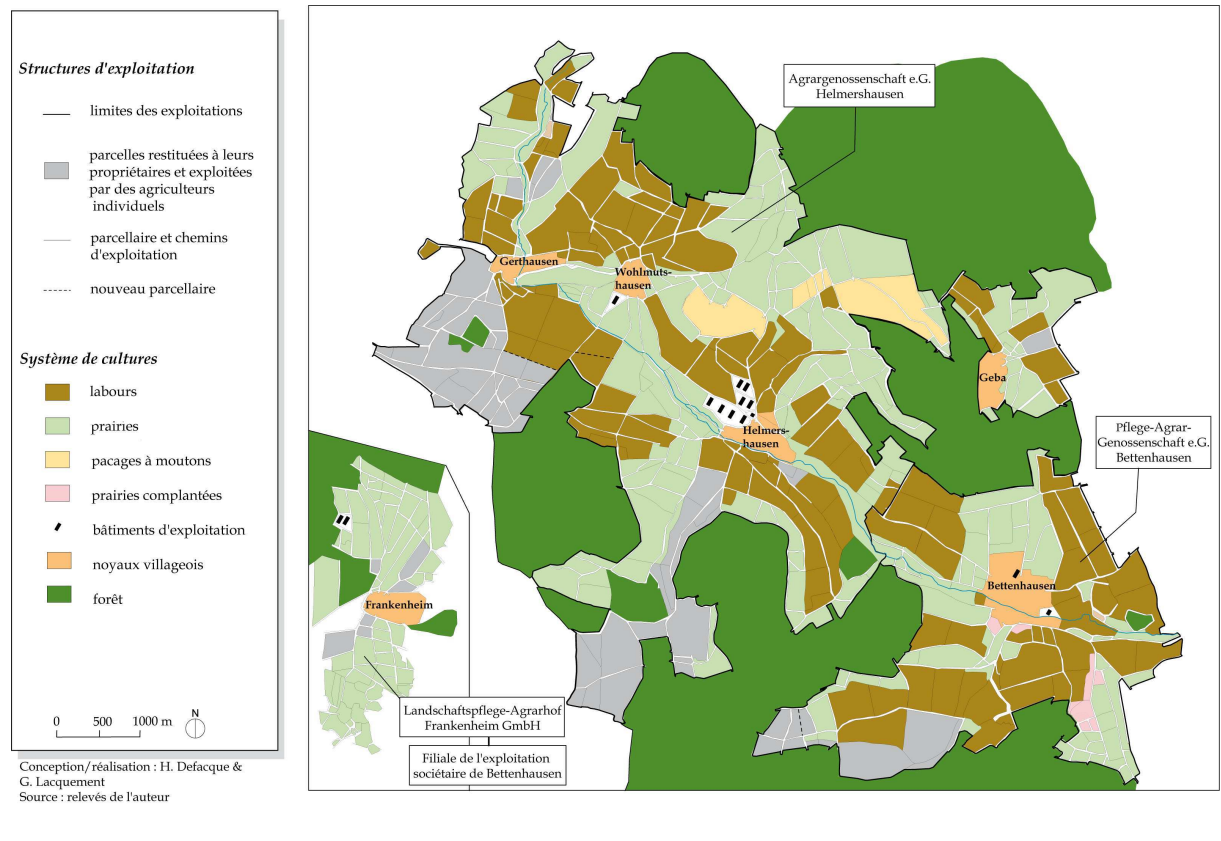 Structures d'exploitation
limites des exploitations
parcelles restituées à leurs
propriétaires et exploitées
par des agriculteurs
individuels
parcellaire et chemins
d'exploitation
nouveau parcellaire
Système de cultures
labours
prairies
pacages à moutons
prairies complantées
bâtiments d'exploitation
noyaux villageois
forêt
0 500 1000 m
N
Conception/réalisation : H. Defacque &
G. Lacquement
Source : relevés de l'auteur
Agrargenossenschaft e.G.
Helmershausen
Gerthausen
Wohlmuts-
hausen
Geba
Helmers-
hausen
Pflege-Agrar-
Genossenschaft e.G.
Bettenhausen
Bettenhausen
Frankenheim
Landschaftspflege-Agrarhof
Frankenheim GmbH
Filiale de l'exploitation
sociétaire de Bettenhausen